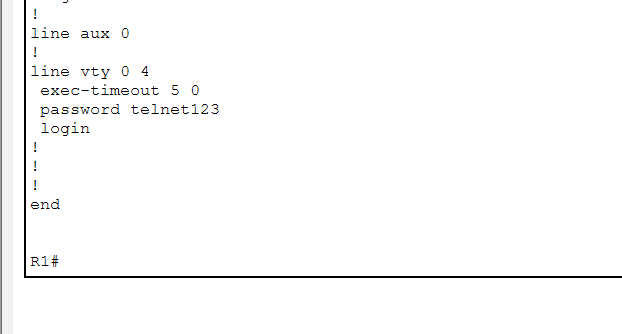 !
line aux 0
!
line vty 0 4
 exec-timeout 5 0
 password telnet123
 login
!
!
!
end
R1#